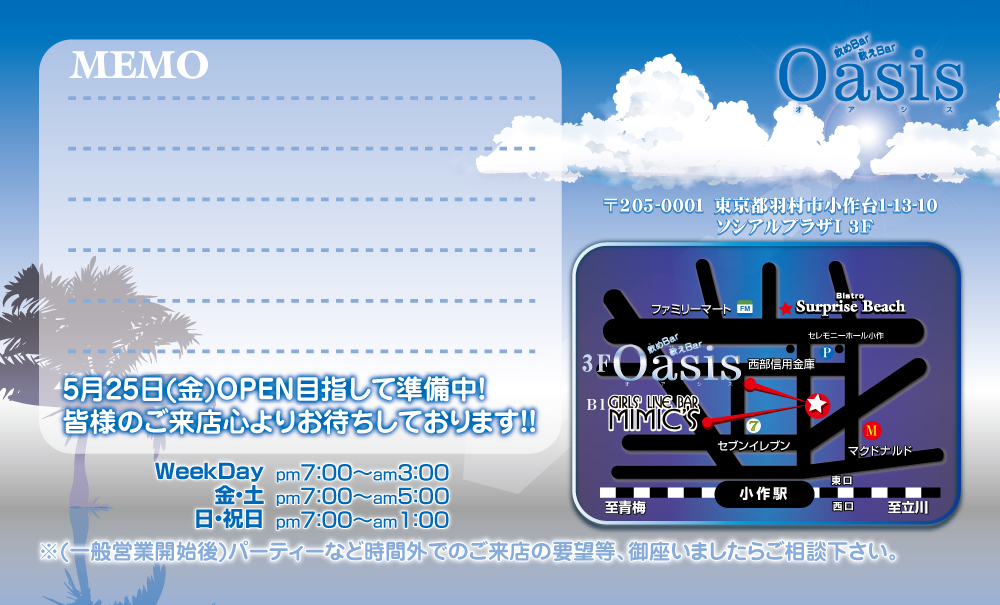 MEMO
飲めBar
歌えBar
Oasis
オアシス
〒205-0001 東京都羽村市小作台1-13-10
ソシアルプラザI 3F
Bistro
Surprise Beach
ファミリーマート
FM
セレモニーホール小作
P
飲めBar
歌えBar
3F Oasis
オアシス
西部信用金庫
B1 GIRLS' LIVE BAR
MIMIC'S
7
セブンイレブン
M
マクドナルド
東口
小作駅
西口
至青梅
至立川
5月25日(金)OPEN目指して準備中!
皆様のご来店心よりお待ちしております!!
WeekDay pm7:00〜am3:00
金・土 pm7:00〜am5:00
日・祝日 pm7:00〜am1:00
※(一般営業開始後)パーティーなど時間外でのご来店の要望等、御座いましたらご相談下さい。